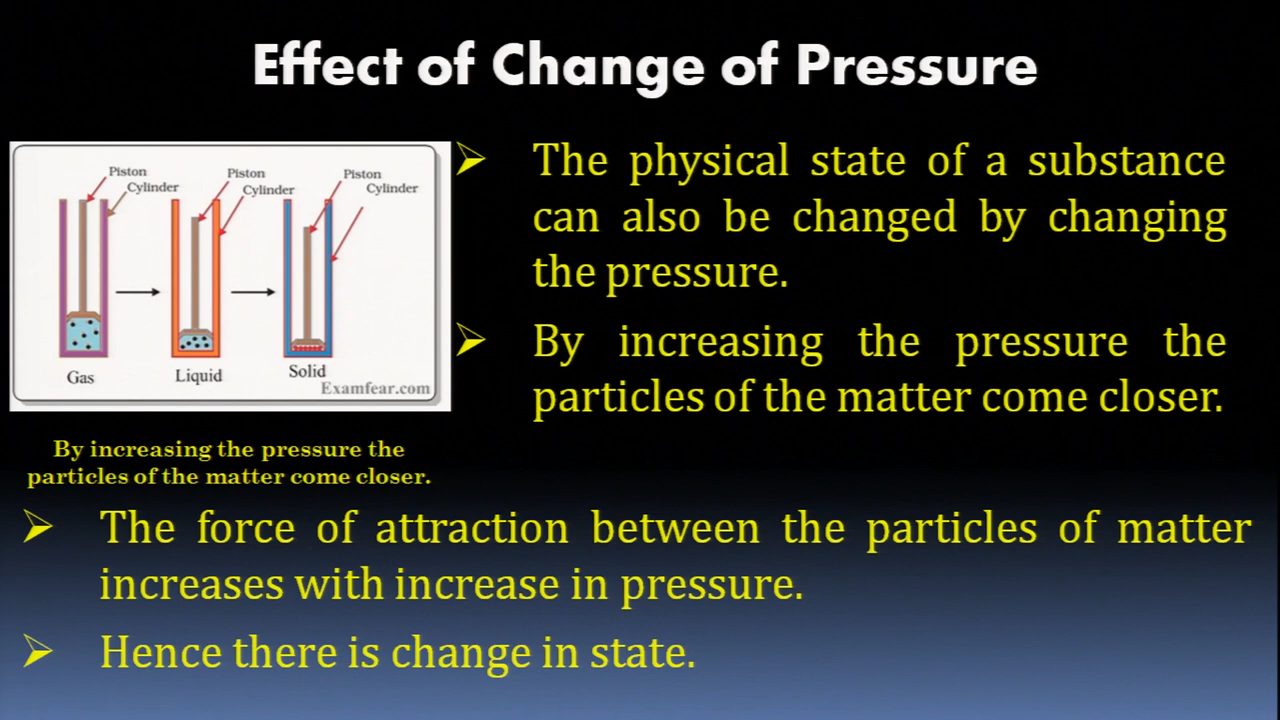 Effect of Change of Pressure
Piston
Cylinder
Piston
Cylinder
Piston
Cylinder
Gas
Liquid
Solid
Examfear.com
By increasing the pressure the
particles of the matter come closer.
➢ The physical state of a substance
can also be changed by changing
the pressure.
➢ By increasing the pressure the
particles of the matter come closer.
➢ The force of attraction between the particles of matter
increases with increase in pressure.
➢ Hence there is change in state.